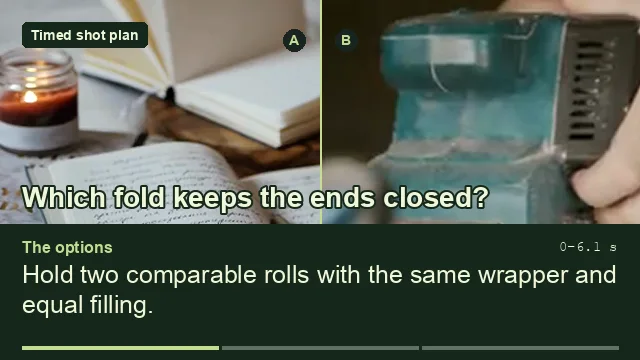 Timed shot plan
A
B
Which fold keeps the ends closed?
The options
0–6.1 s
Hold two comparable rolls with the same wrapper and
equal filling.